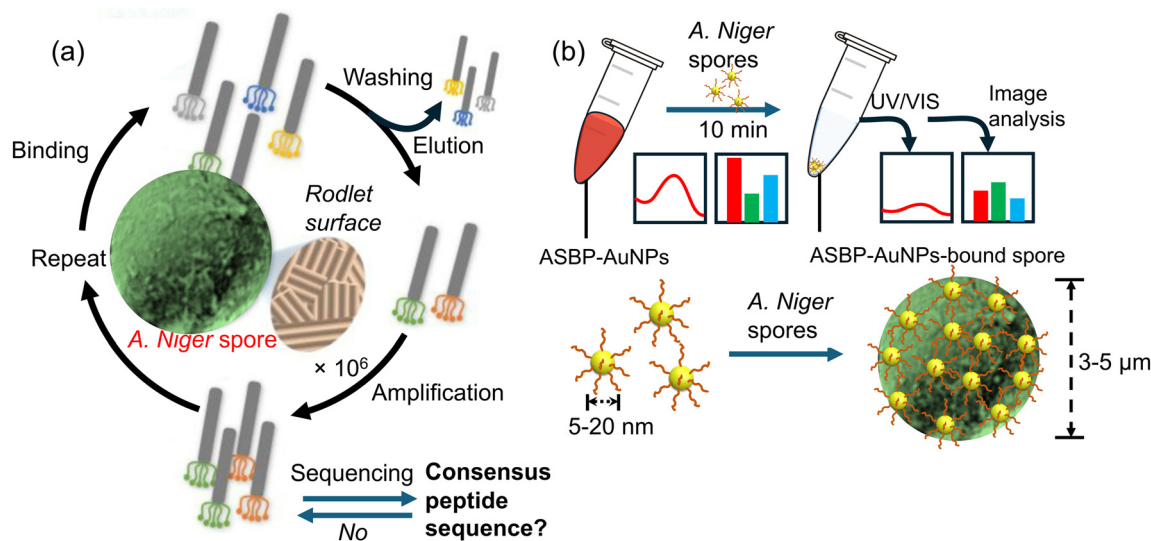 (a)
Washing
Elution
Binding
Rodlet
surface
Repeat
A. Niger spore
× 10⁶
Amplification
Sequencing
No
Consensus
peptide
sequence?
(b)
A. Niger
spores
10 min
UV/VIS
Image
analysis
ASBP-AuNPs
ASBP-AuNPs-bound spore
5-20 nm
A. Niger
spores
3-5 µm